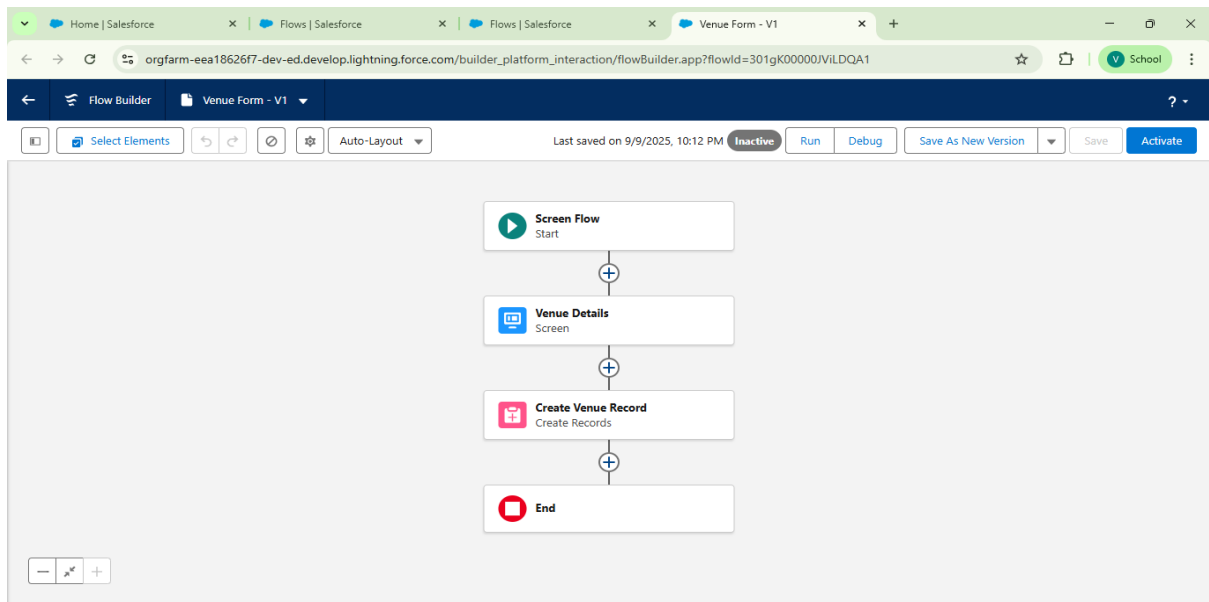 Home | Salesforce
Flows | Salesforce
Flows | Salesforce
Venue Form - V1
orgfarm-eea18626f7-dev-ed.develop.lightning.force.com/builder_platform_interaction/flowBuilder.app?flowId=301gK00000JViLDQA1
V School
Flow Builder
Venue Form - V1
?
Select Elements
Auto-Layout
Last saved on 9/9/2025, 10:12 PM
Inactive
Run
Debug
Save As New Version
Save
Activate
Screen Flow
Start
Venue Details
Screen
Create Venue Record
Create Records
End